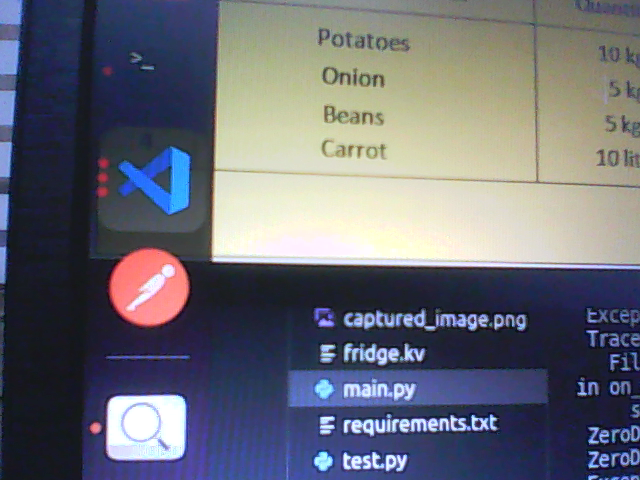 Potatoes 10 kg
Onion 5 kg
Beans 5 kg
Carrot 10 lit
captured_image.png
fridge.kv
main.py
requirements.txt
test.py
Excep
Trace
Fil
in on_
s
ZeroD
ZeroD